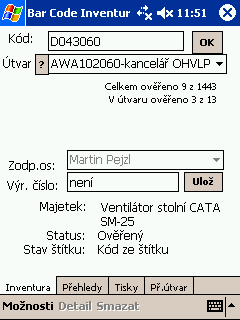 Bar Code Inventur 11:51
Kód: D043060 OK
Útvar ? AWA102060-kancelář OHVLP
Celkem ověřeno 9 z 1443
V útvaru ověřeno 3 z 13
Zodp.os: Martin Pejzl
Výr. číslo: není Ulož
Majetek: Ventilátor stolní CATA
SM-25
Status: Ověřený
Stav štítku: Kód ze štítku
Inventura Přehledy Tisky Př.útvar
Možnosti Detail Smazat